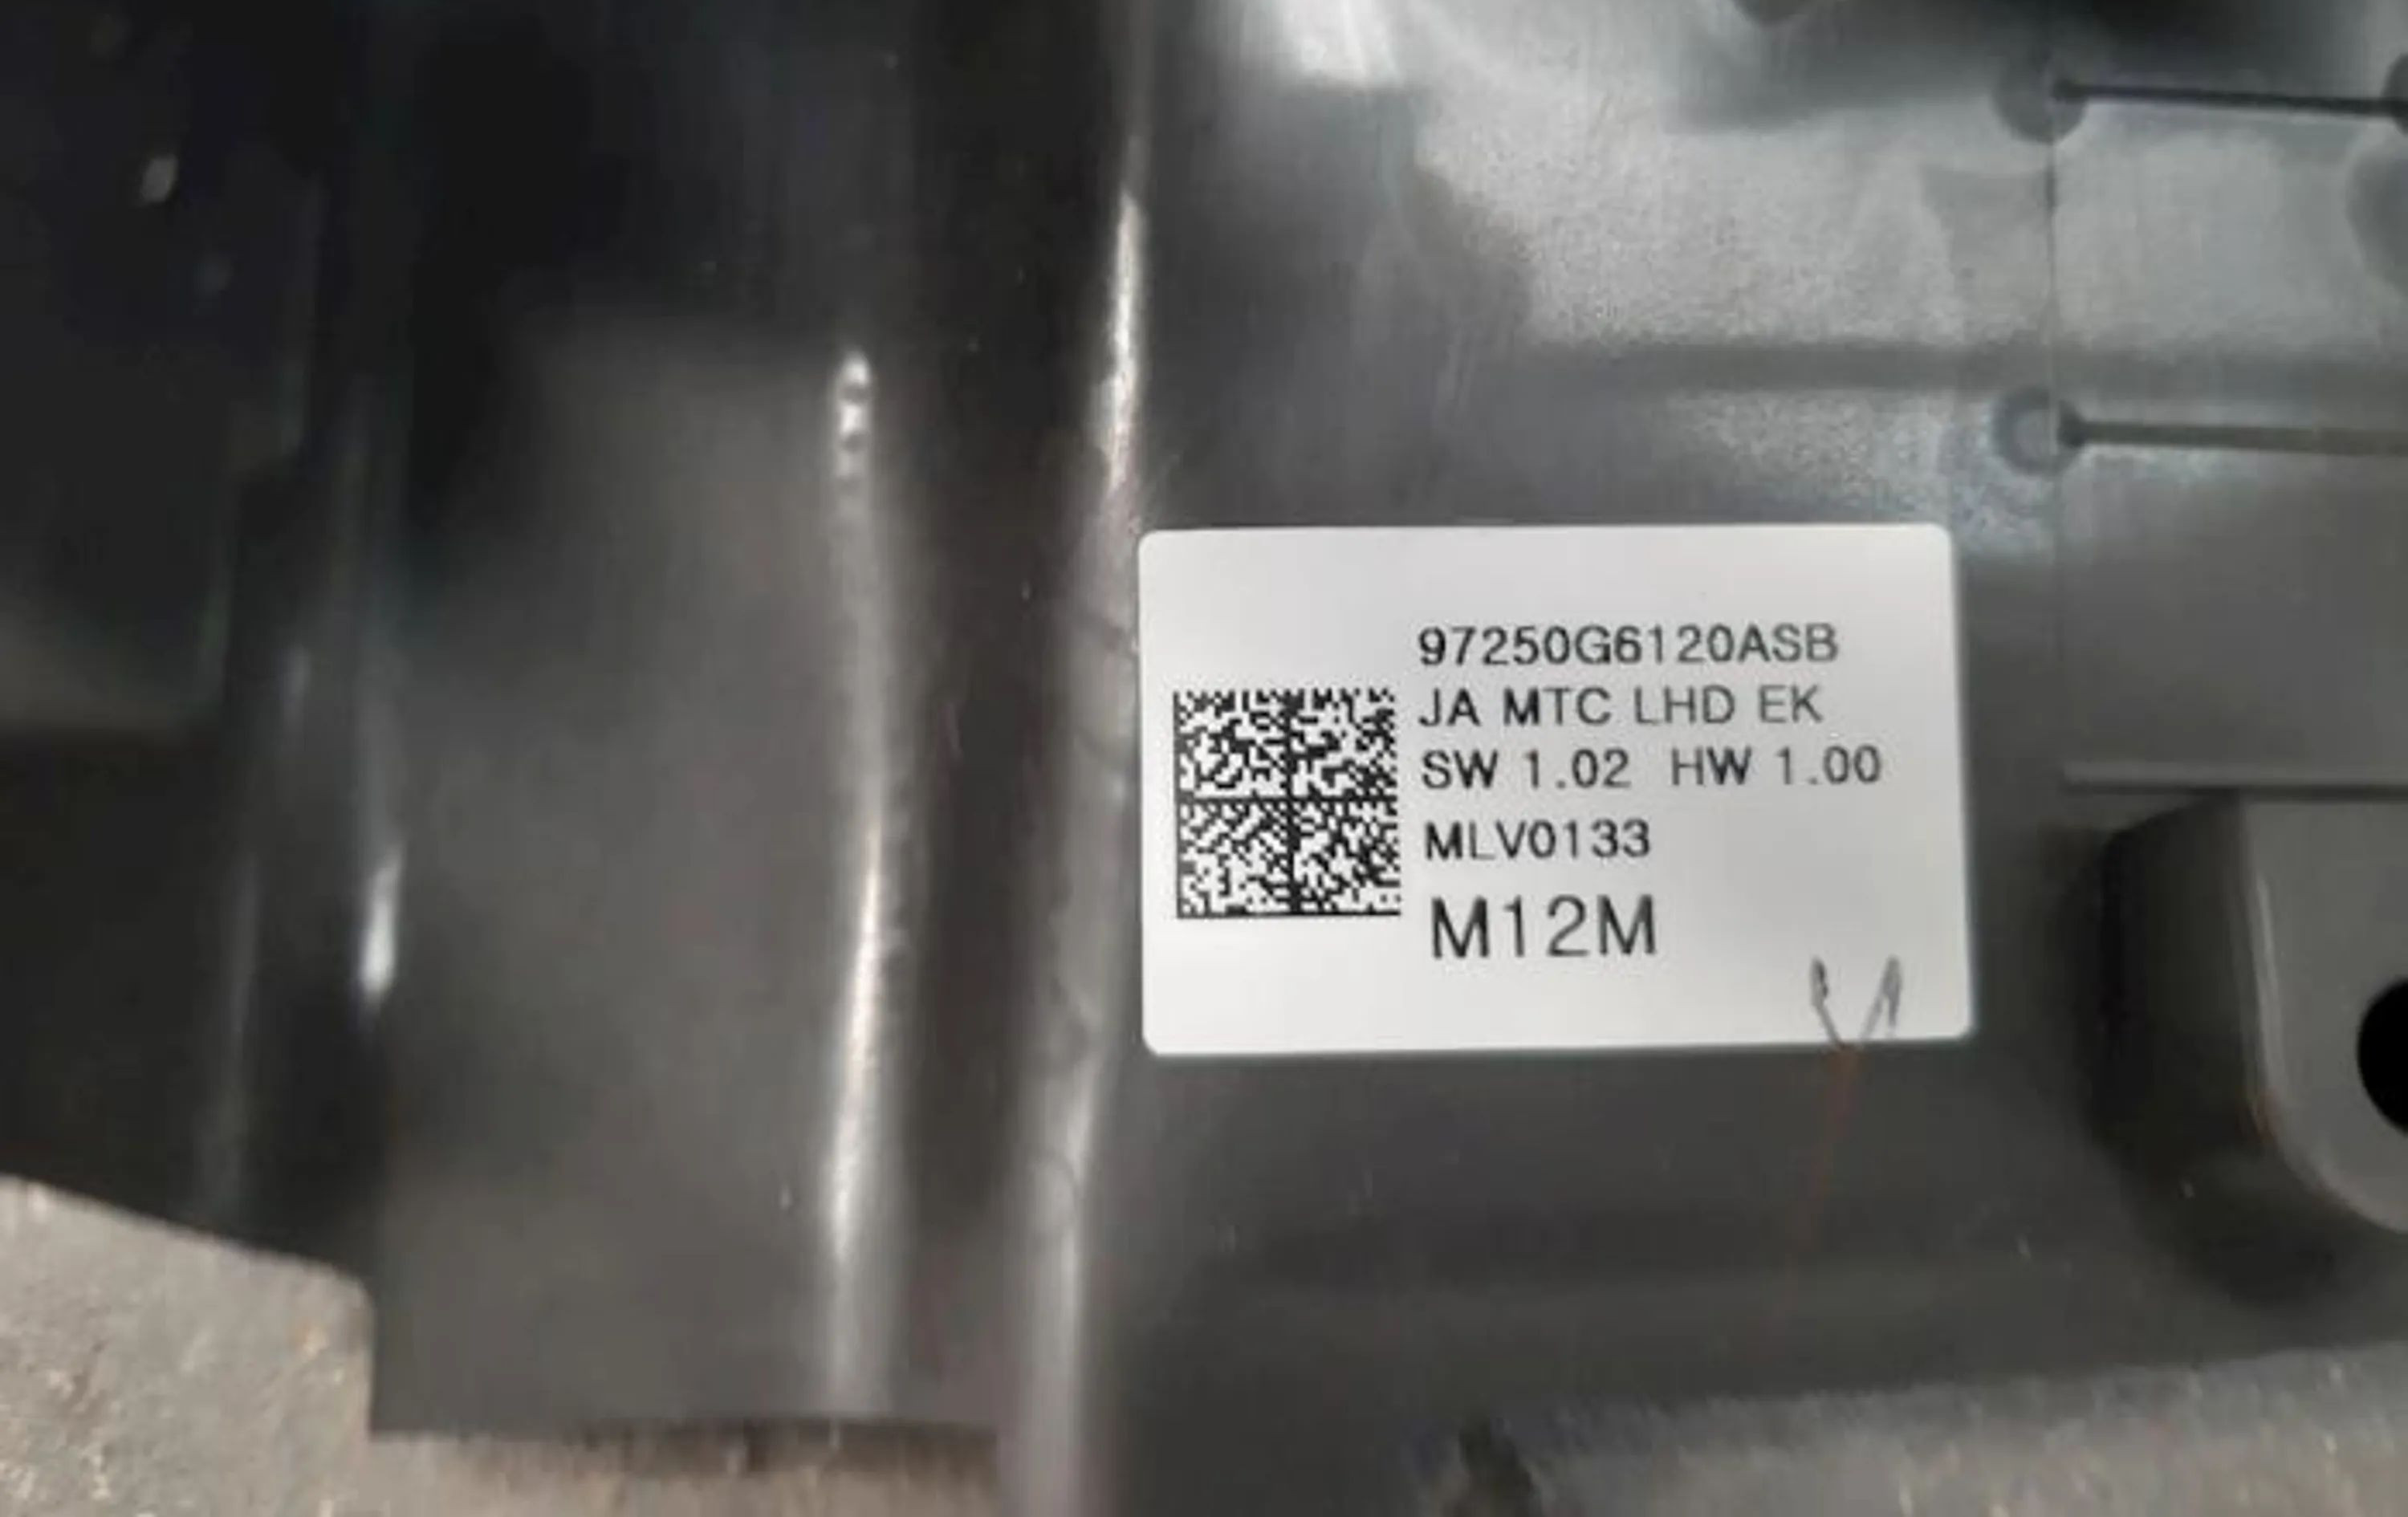 97250G6120ASB
JA MTC LHD EK
SW 1.02 HW 1.00
MLV0133
M12M